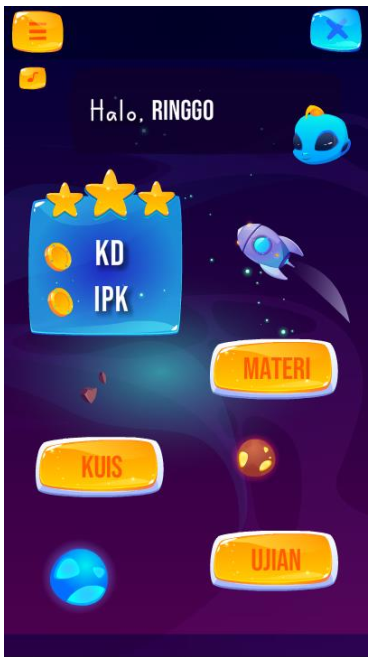 Halo, RINGGO
KD
IPK
MATERI
KUIS
UJIAN